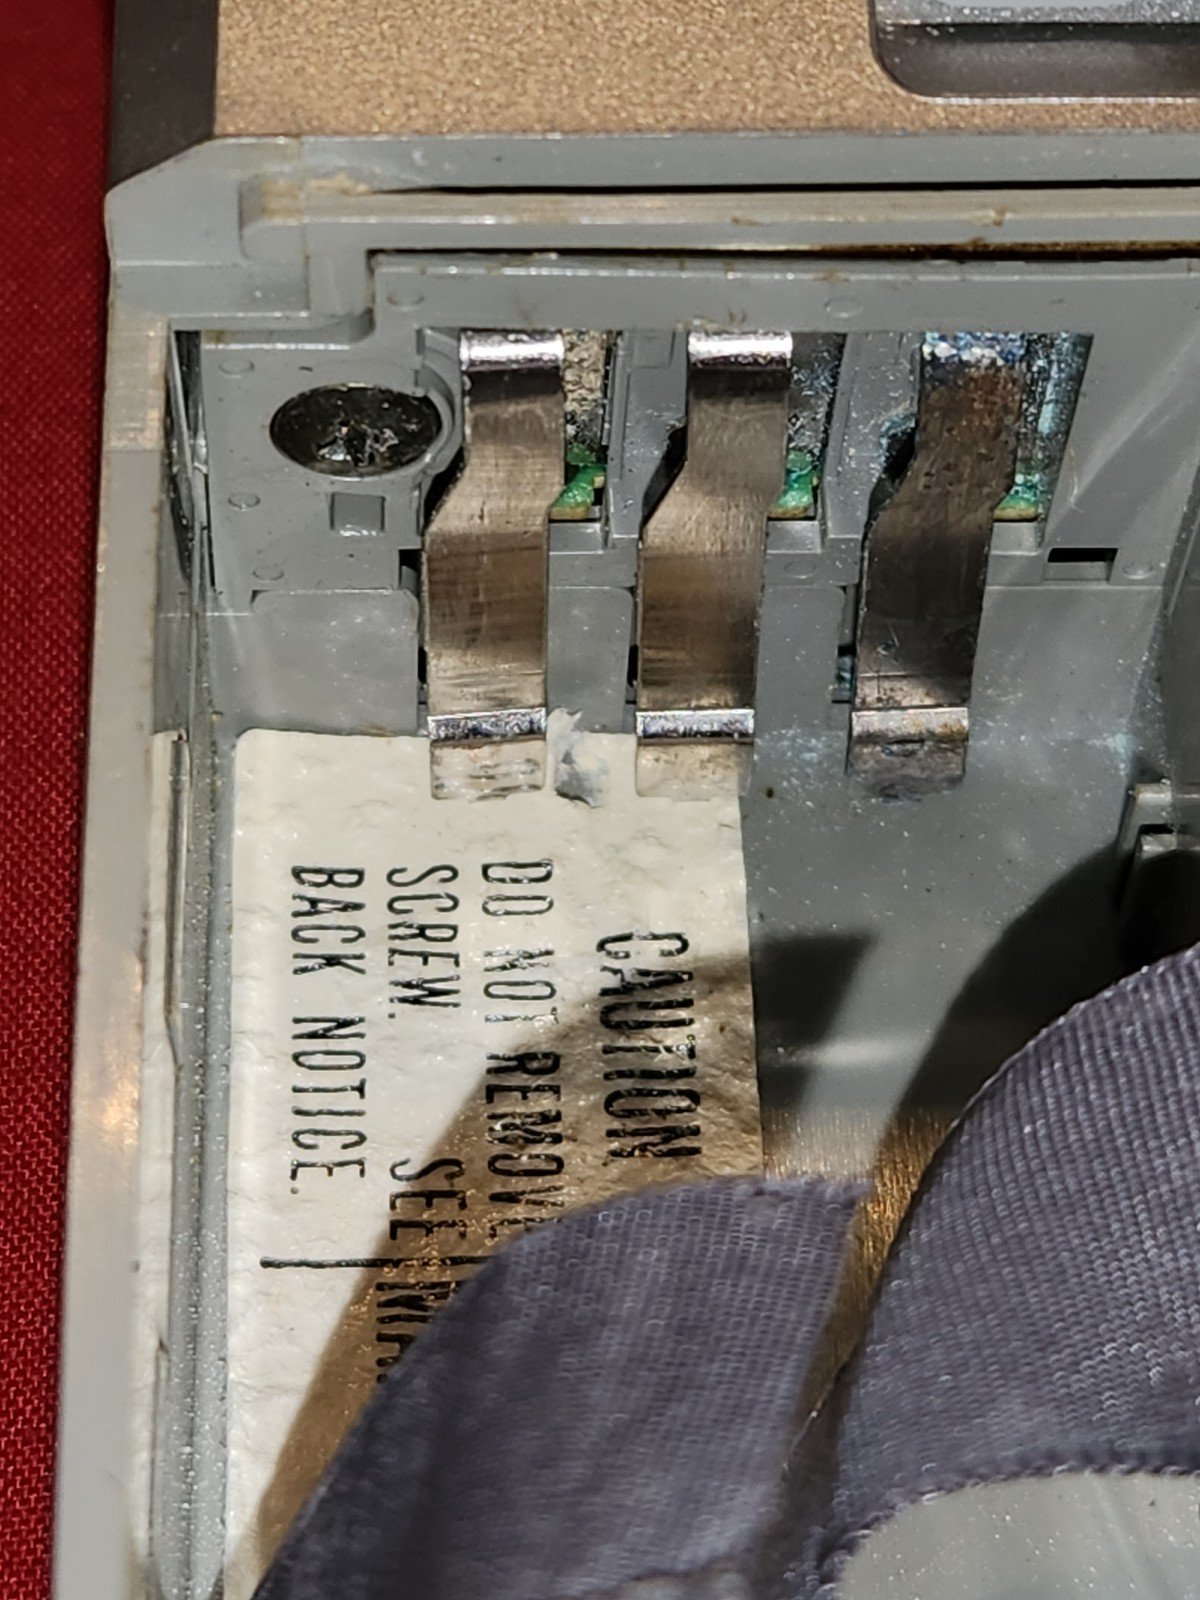 CAUTION
DO NOT REMOVE
SCREW. SEE
BACK NOTICE.